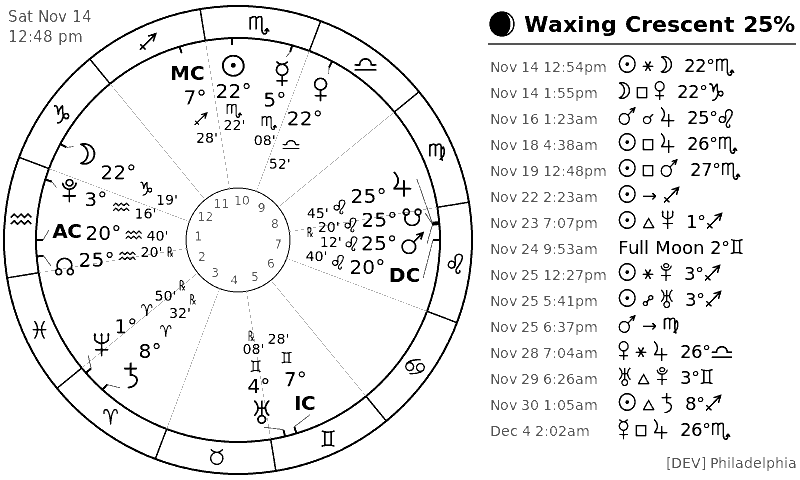 Sat Nov 14
12:48 pm
Waxing Crescent 25%
Nov 14 12:54pm ☉ ⚹ ☽ 22°♏
Nov 14 1:55pm ☽ □ ♀ 22°♑
Nov 16 1:23am ♂ ☌ ♃ 25°♌
Nov 18 4:38am ☉ □ ♃ 26°♏
Nov 19 12:48pm ☉ □ ♂ 27°♏
Nov 22 2:23am ☉ → ♐
Nov 23 7:07pm ☉ △ ♆ 1°♐
Nov 24 9:53am Full Moon 2°♊
Nov 25 12:27pm ☉ ⚹ ♇ 3°♐
Nov 25 5:41pm ☉ ☍ ♅ 3°♐
Nov 25 6:37pm ♂ → ♍
Nov 28 7:04am ♀ ⚹ ♃ 26°♎
Nov 29 6:26am ♅ △ ♇ 3°♊
Nov 30 1:05am ☉ △ ♄ 8°♐
Dec 4 2:02am ☿ □ ♃ 26°♏
[DEV] Philadelphia
MC 7° ♐ 28'
☉ 22° ♏ 22'
☿ 5° ♏ 08'
♀ 22° ♎ 52'
☽ 22° ♑ 19'
♇ 3° ♒ 16'
AC 20° ♒ 40'
☊ 25° ♒ 20' ℞
♆ 1° ♈ 50' ℞
♄ 8° ♈ 32' ℞
♅ 4° ♊ 08' ℞
IC 7° ♊ 28'
♃ 25° ♌ 45'
☋ 25° ♌ 20' ℞
♂ 25° ♌ 12'
DC 20° ♌ 40'
1
2
3
4
5
6
7
8
9
10
11
12
♏
♎
♍
♌
♋
♊
♉
♈
♓
♒
♑
♐